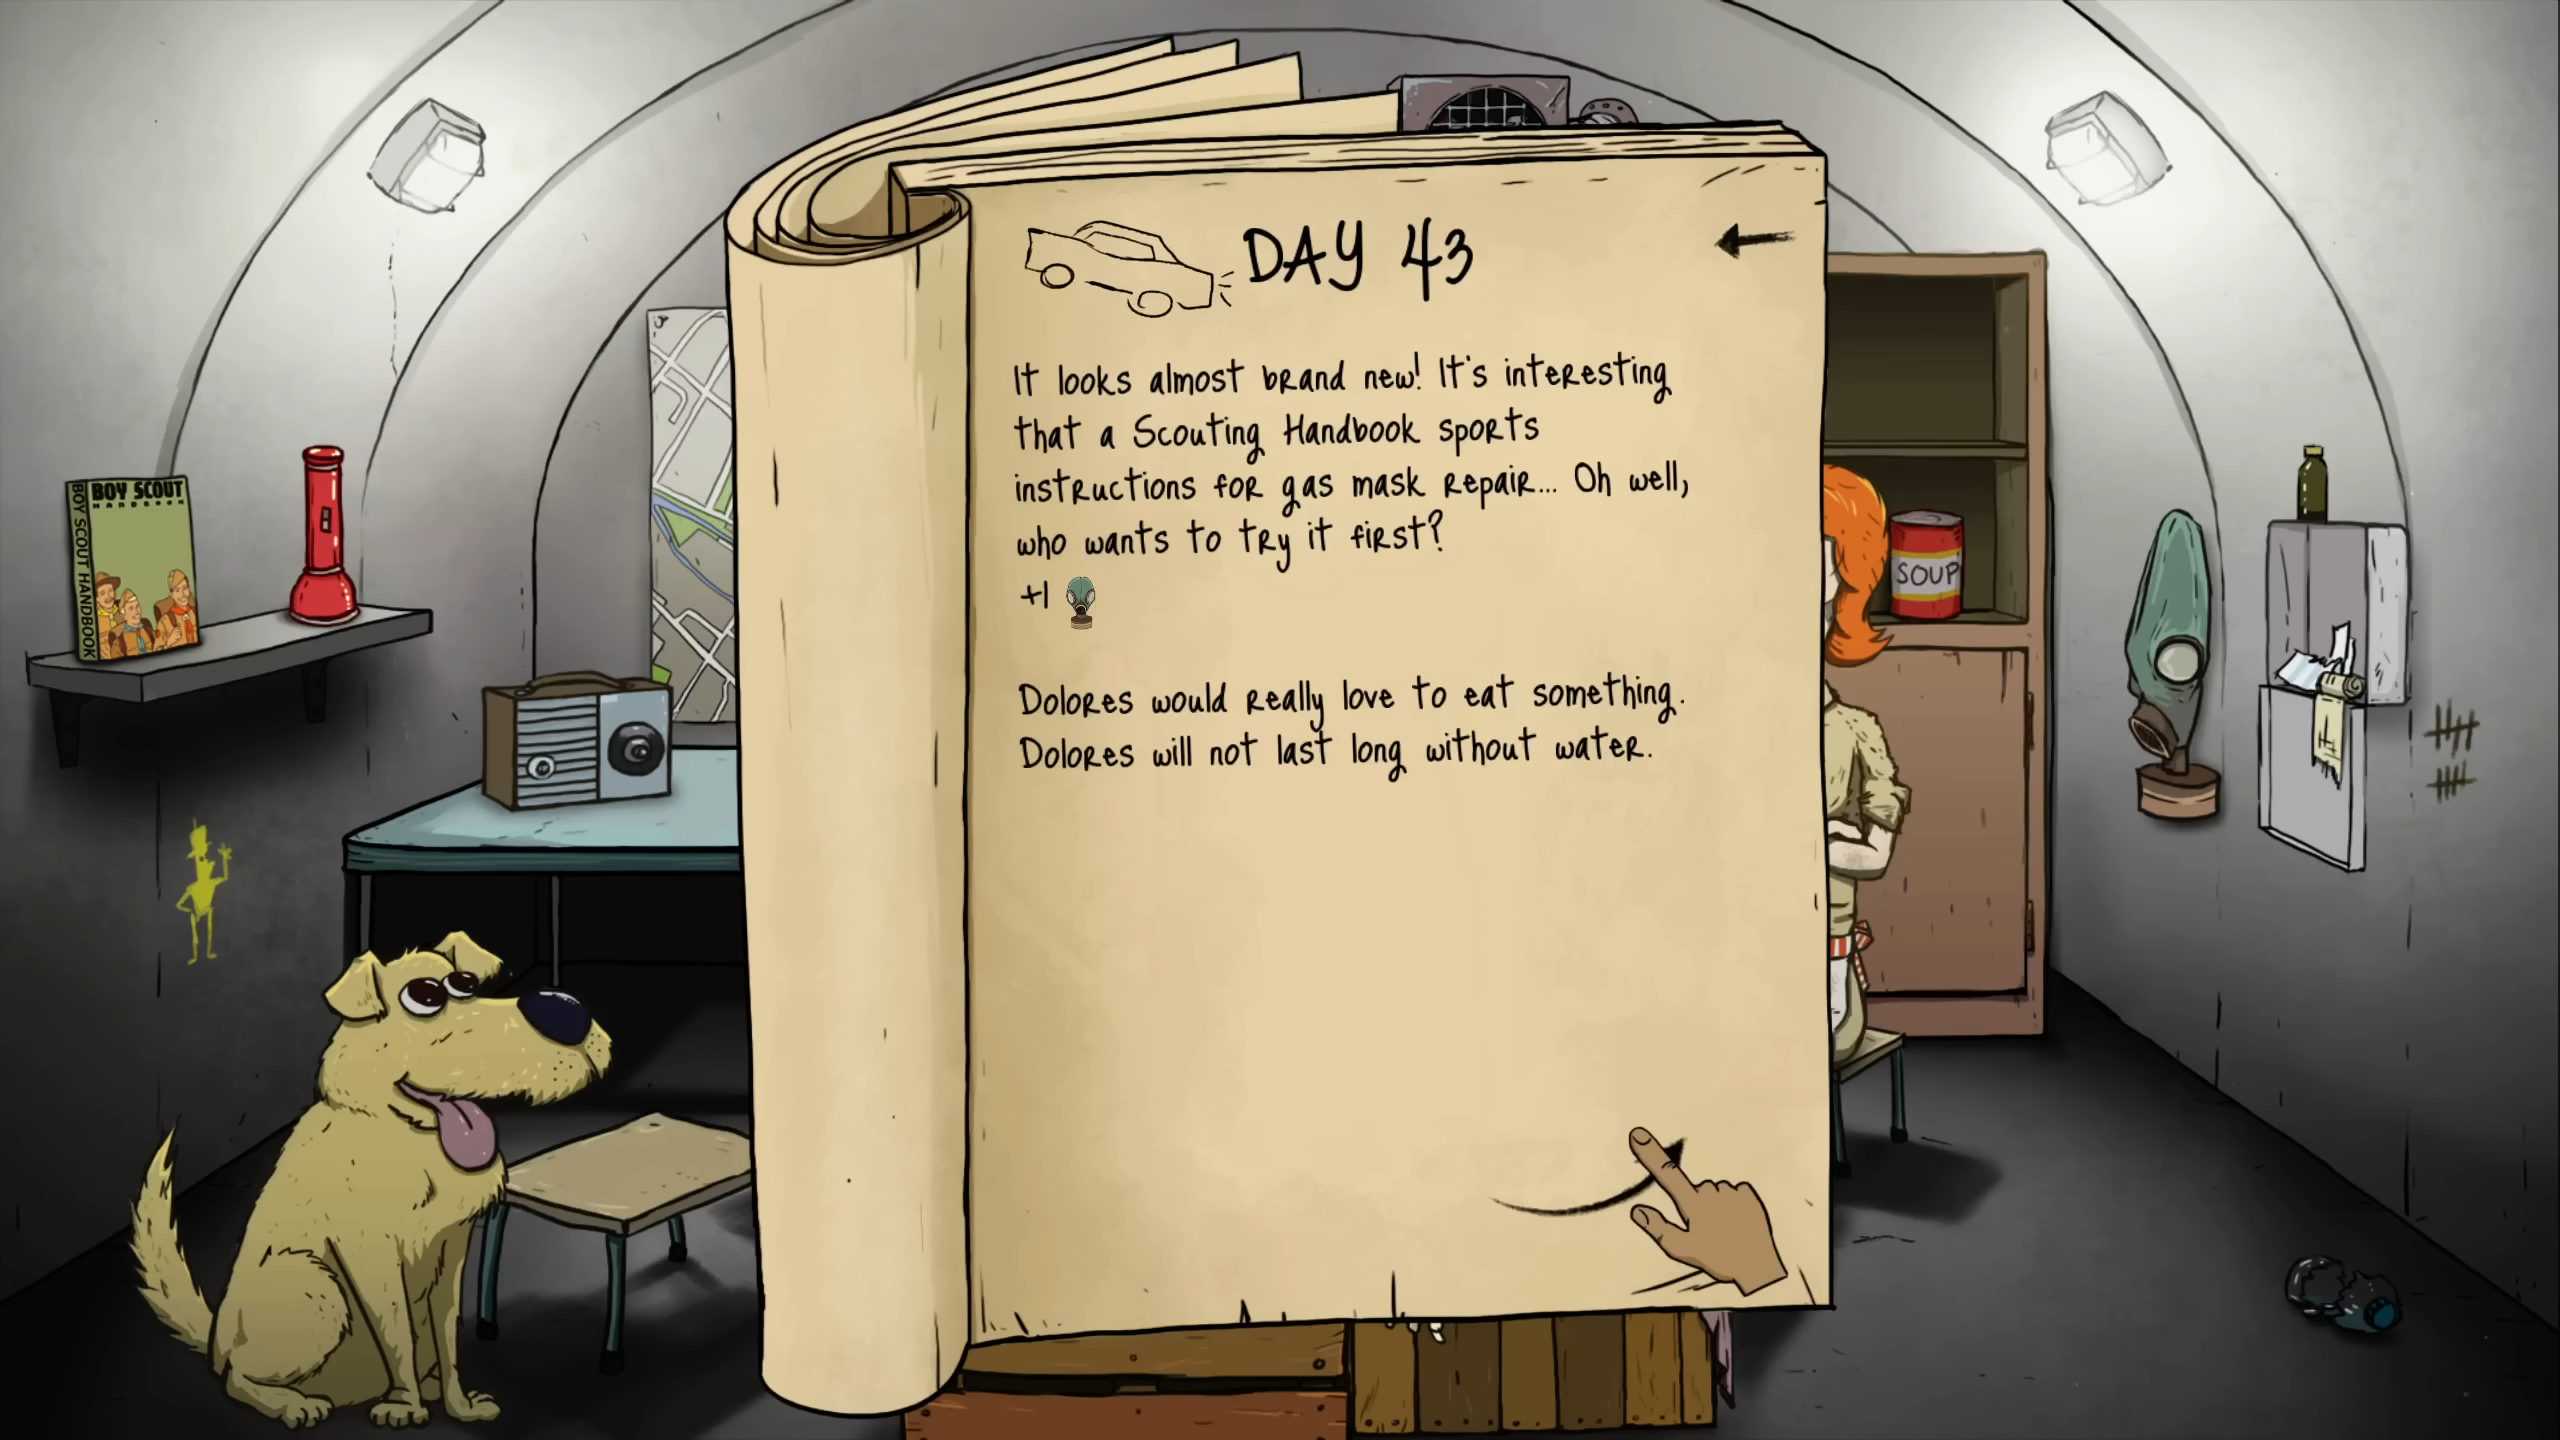 DAY 43
It looks almost brand new! It's interesting
that a Scouting Handbook sports
instructions for gas mask repair... Oh well,
who wants to try it first?
+1
Dolores would really love to eat something.
Dolores will not last long without water.
BOY SCOUT
HANDBOOK
BOY SCOUT HANDBOOK
SOUP